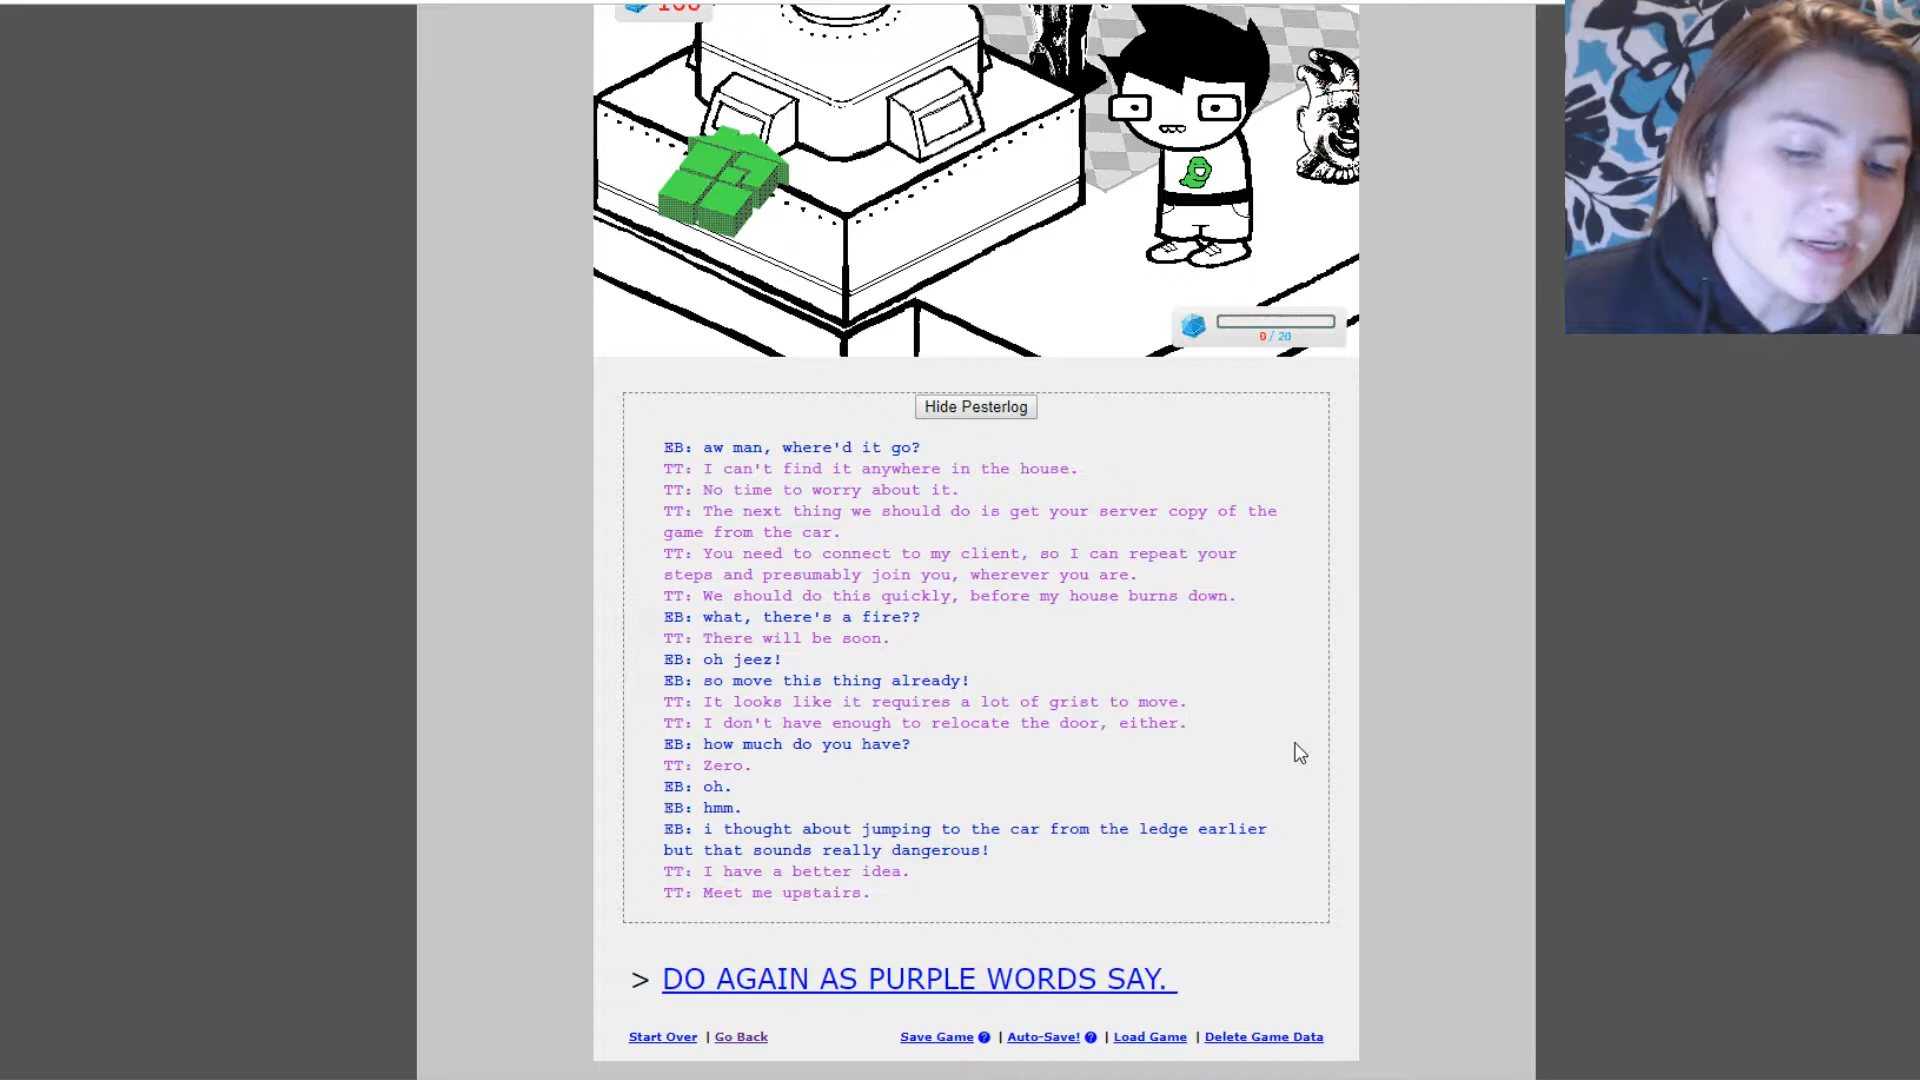 Hide Pesterlog
EB: aw man, where'd it go?
TT: I can't find it anywhere in the house.
TT: No time to worry about it.
TT: The next thing we should do is get your server copy of the
game from the car.
TT: You need to connect to my client, so I can repeat your
steps and presumably join you, wherever you are.
TT: We should do this quickly, before my house burns down.
EB: what, there's a fire??
TT: There will be soon.
EB: oh jeez!
EB: so move this thing already!
TT: It looks like it requires a lot of grist to move.
TT: I don't have enough to relocate the door, either.
EB: how much do you have?
TT: Zero.
EB: oh.
EB: hmm.
EB: i thought about jumping to the car from the ledge earlier
but that sounds really dangerous!
TT: I have a better idea.
TT: Meet me upstairs.
0 / 20
> DO AGAIN AS PURPLE WORDS SAY.
Start Over | Go Back Save Game ? | Auto-Save! ? | Load Game | Delete Game Data